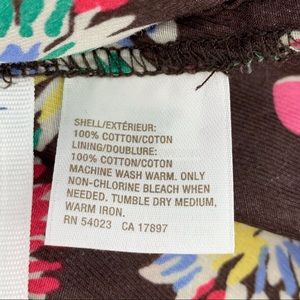 SHELL/EXTÉRIEUR:
100% COTTON/COTON
LINING/DOUBLURE:
100% COTTON/COTON
MACHINE WASH WARM. ONLY
NON-CHLORINE BLEACH WHEN
NEEDED. TUMBLE DRY MEDIUM,
WARM IRON.
RN 54023 CA 17897